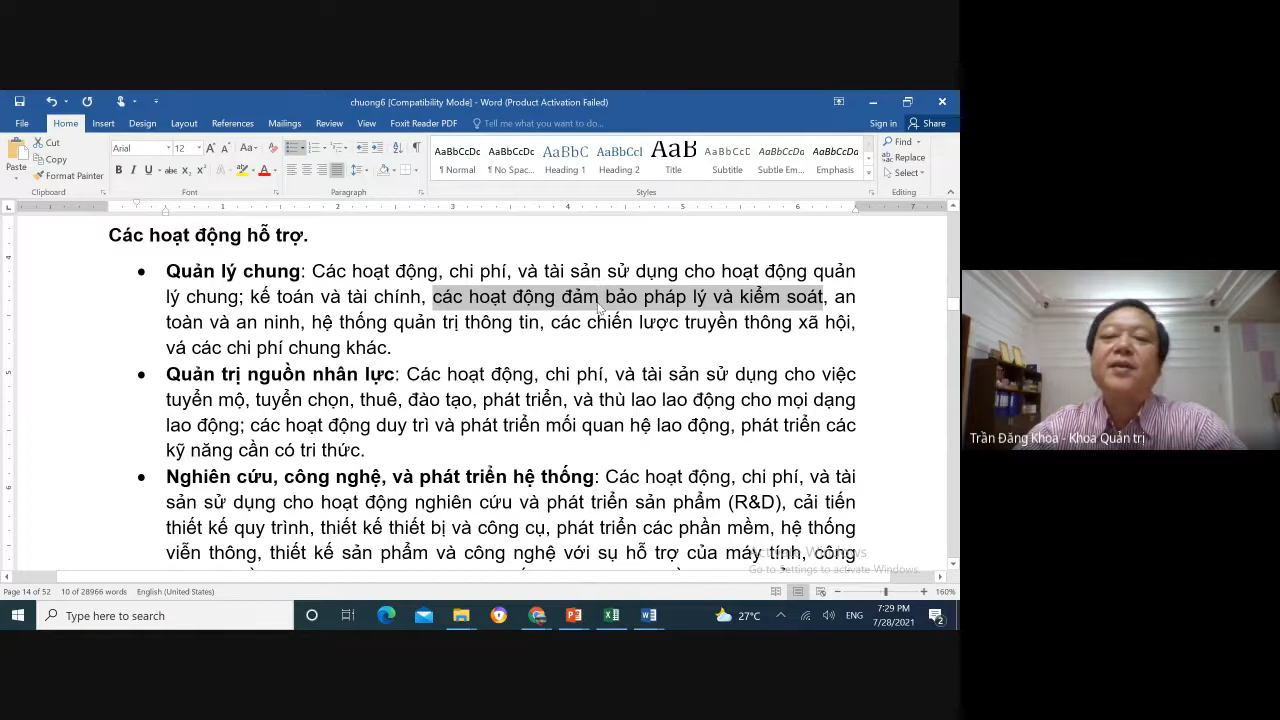 chuong6 [Compatibility Mode] - Word (Product Activation Failed)
File Home Insert Design Layout References Mailings Review View Foxit Reader PDF Tell me what you want to do... Sign in Share
Paste Cut Copy Format Painter
Arial 12
AaBbCcDc AaBbCcDc AaBbC AaBbCcI AaB AaBbCcC AaBbCcDa AaBbCcDa
¶ Normal ¶ No Spac... Heading 1 Heading 2 Title Subtitle Subtle Em... Emphasis
Find Replace Select
Clipboard Font Paragraph Styles Editing
1 1 2 3 4 5 6 7
Các hoạt động hỗ trợ.
• Quản lý chung: Các hoạt động, chi phí, và tài sản sử dụng cho hoạt động quản
lý chung; kế toán và tài chính, các hoạt động đảm bảo pháp lý và kiểm soát, an
toàn và an ninh, hệ thống quản trị thông tin, các chiến lược truyền thông xã hội,
vá các chi phí chung khác.
• Quản trị nguồn nhân lực: Các hoạt động, chi phí, và tài sản sử dụng cho việc
tuyển mộ, tuyển chọn, thuê, đào tạo, phát triển, và thù lao lao động cho mọi dạng
lao động; các hoạt động duy trì và phát triển mối quan hệ lao động, phát triển các
kỹ năng cần có tri thức.
• Nghiên cứu, công nghệ, và phát triển hệ thống: Các hoạt động, chi phí, và tài
sản sử dụng cho hoạt động nghiên cứu và phát triển sản phẩm (R&D), cải tiến
thiết kế quy trình, thiết kế thiết bị và công cụ, phát triển các phần mềm, hệ thống
viễn thông, thiết kế sản phẩm và công nghệ với sụ hỗ trợ của máy tính, công
Activate Windows
Go to Settings to activate Windows.
Page 14 of 52 10 of 28966 words English (United States) 160%
Type here to search 27°C ENG 7:29 PM
7/28/2021 2
Trần Đăng Khoa - Khoa Quản trị